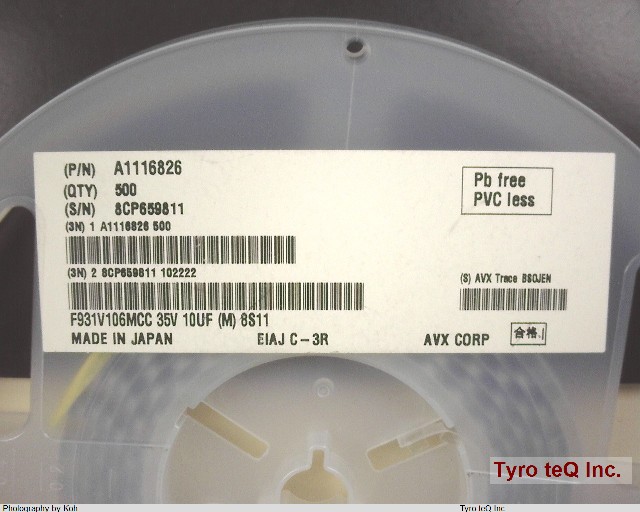 (P/N) A1116826
(QTY) 500
(S/N) 8CP659811
(3N) 1 A1116826 500
(3N) 2 8CP659811 102222
F931V106MCC 35V 10UF (M) 8S11
MADE IN JAPAN EIAJ C-3R AVX CORP 合格
Pb free
PVC less
(S) AVX Trace BSOJEN
Tyro teQ Inc.
Photography by Koh Tyro teQ Inc